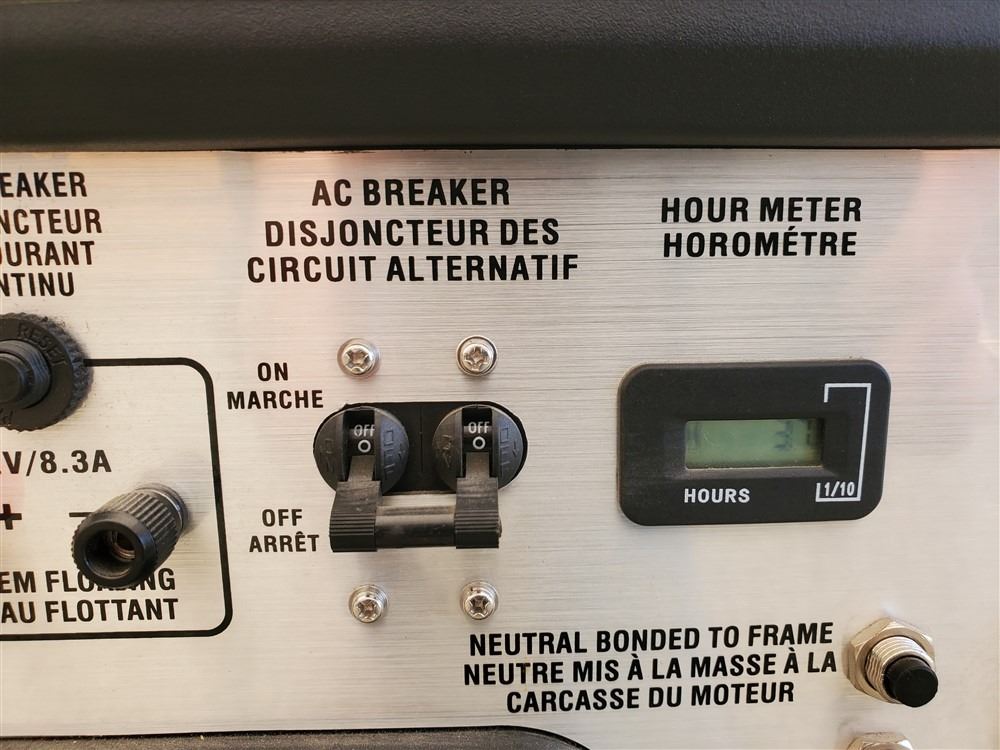 EAKER
NCTEUR
OURANT
NTINU
RESET
V/8.3A
+ −
EM FLOATING
AU FLOTTANT
AC BREAKER
DISJONCTEUR DES
CIRCUIT ALTERNATIF
ON
MARCHE
OFF
OFF
OFF
ARRÊT
HOUR METER
HOROMÉTRE
HOURS
1/10
NEUTRAL BONDED TO FRAME
NEUTRE MIS À LA MASSE À LA
CARCASSE DU MOTEUR